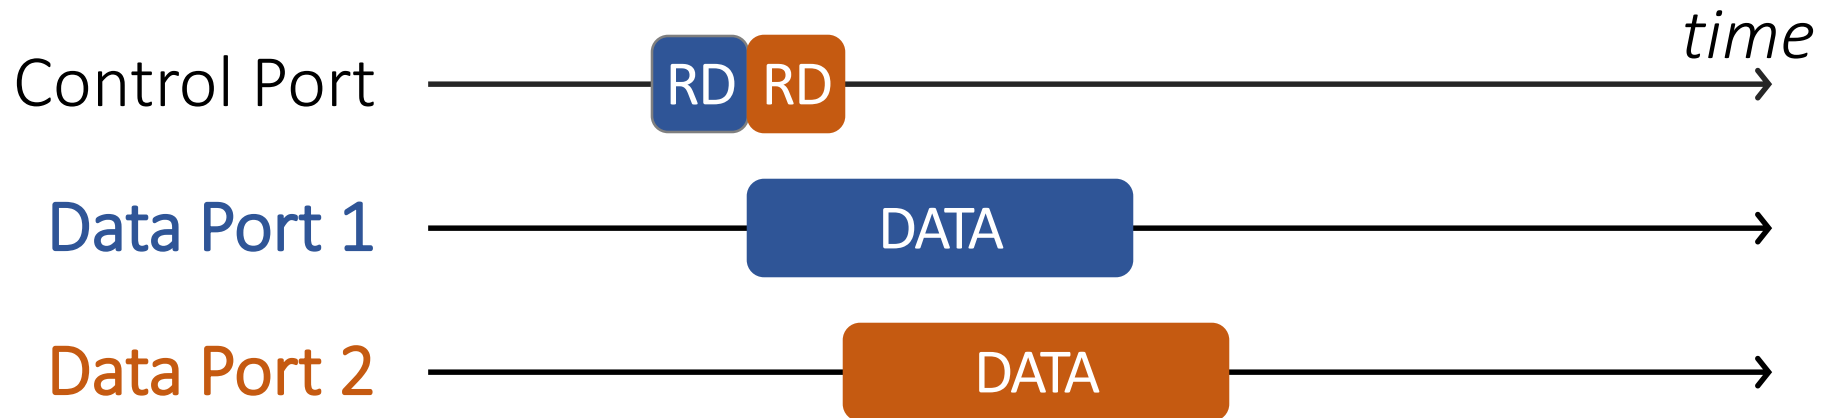 time
Control Port RD RD
Data Port 1 DATA
Data Port 2 DATA